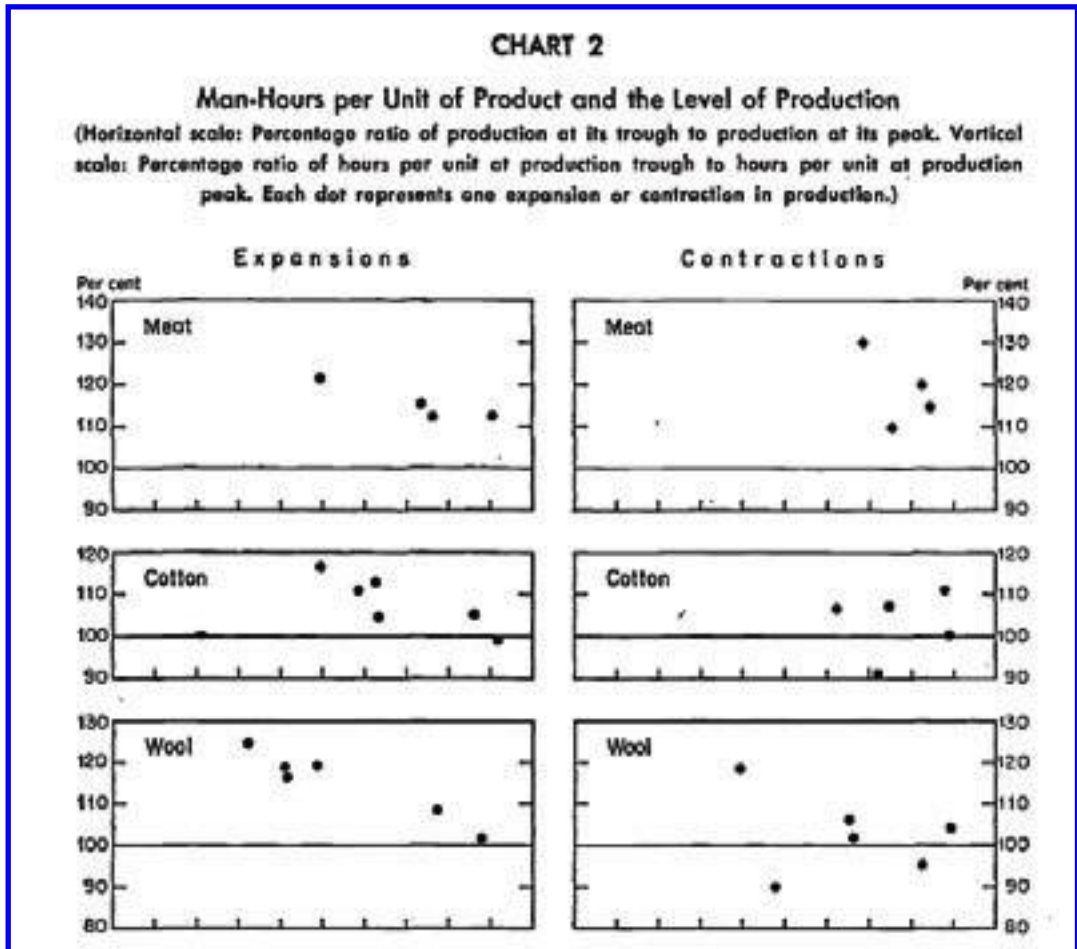 CHART 2
Man-Hours per Unit of Product and the Level of Production
(Horizontal scale: Percentage ratio of production at its trough to production at its peak. Vertical
scale: Percentage ratio of hours per unit at production trough to hours per unit at production
peak. Each dot represents one expansion or contraction in production.)
Expansions Contractions
Per cent Per cent
140 140
Meat Meat
130 130
120 120
110 110
100 100
90 90
120 120
Cotton Cotton
110 110
100 100
90 90
130 130
Wool Wool
120 120
110 110
100 100
90 90
80 80